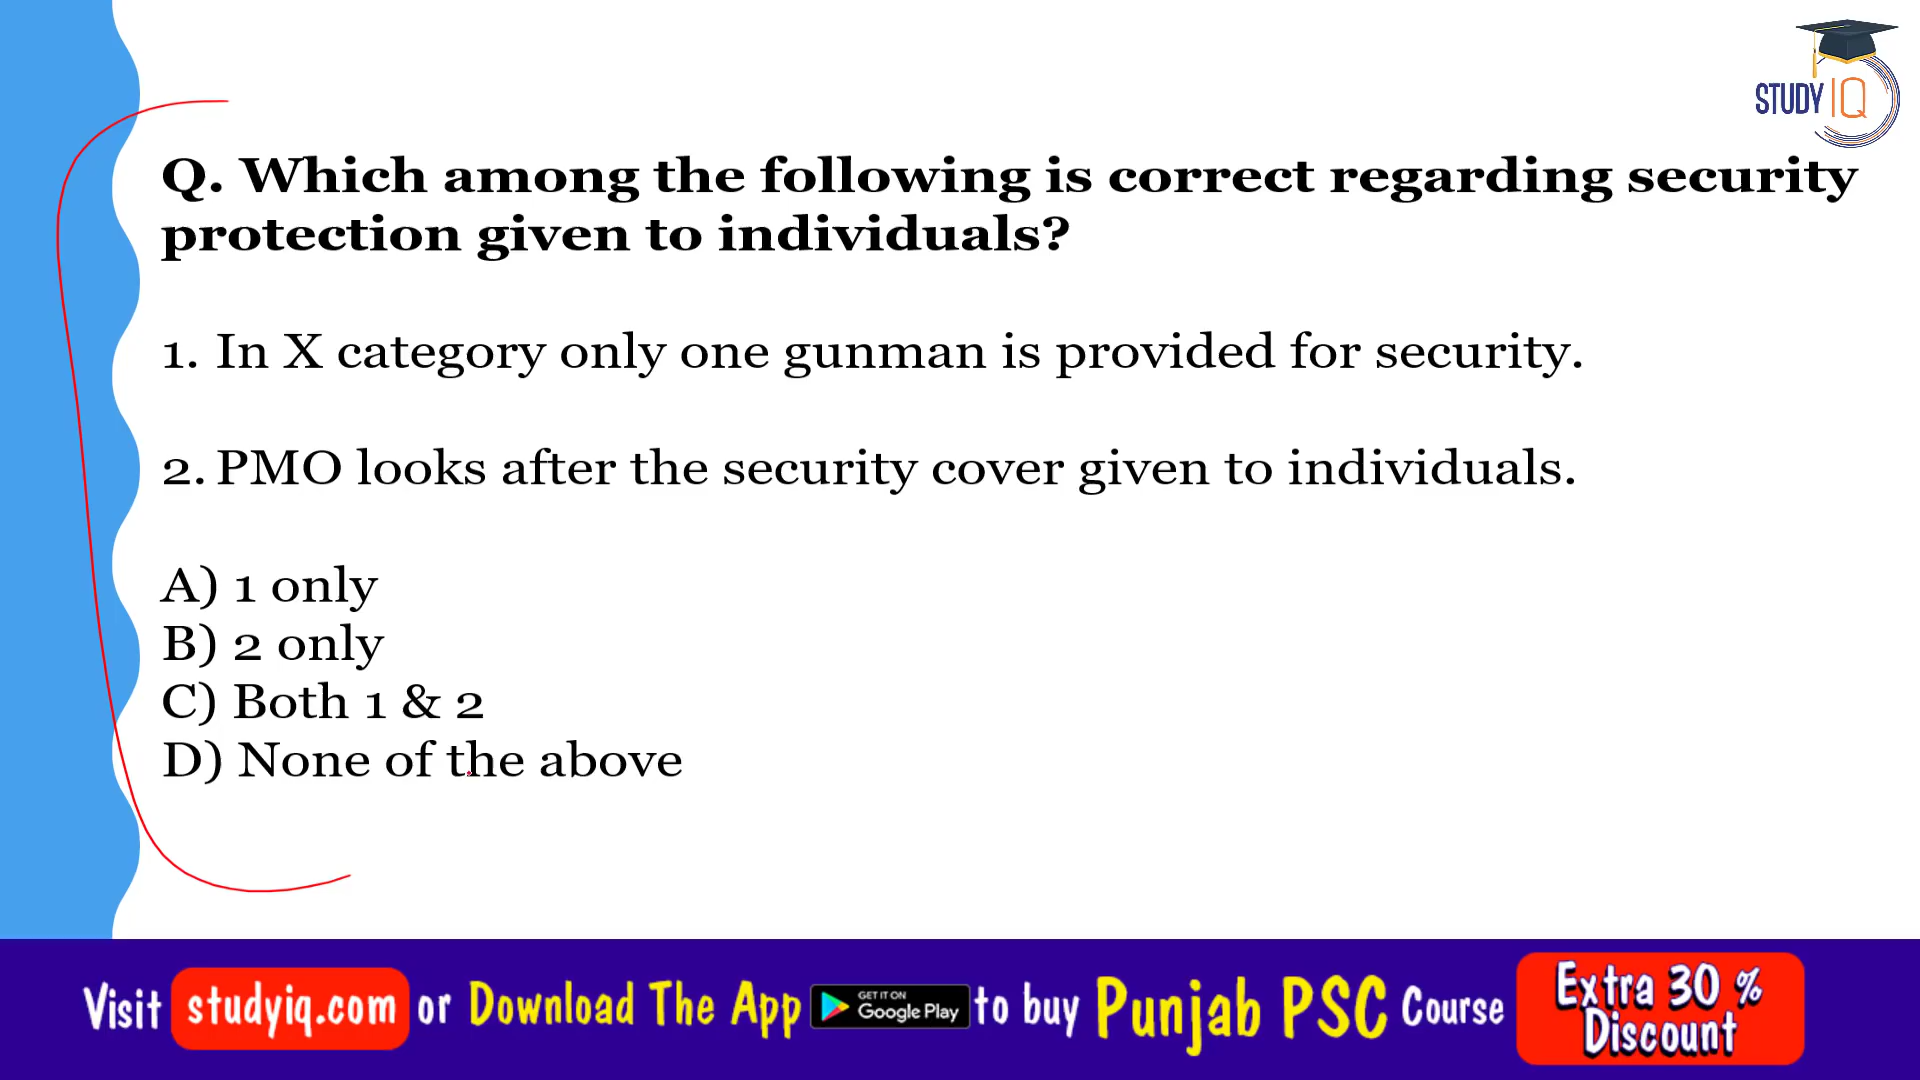 STUDY IQ
Q. Which among the following is correct regarding security
protection given to individuals?
1. In X category only one gunman is provided for security.
2. PMO looks after the security cover given to individuals.
A) 1 only
B) 2 only
C) Both 1 & 2
D) None of the above
Visit studyiq.com or Download The App GET IT ON Google Play to buy Punjab PSC Course Extra 30 % Discount